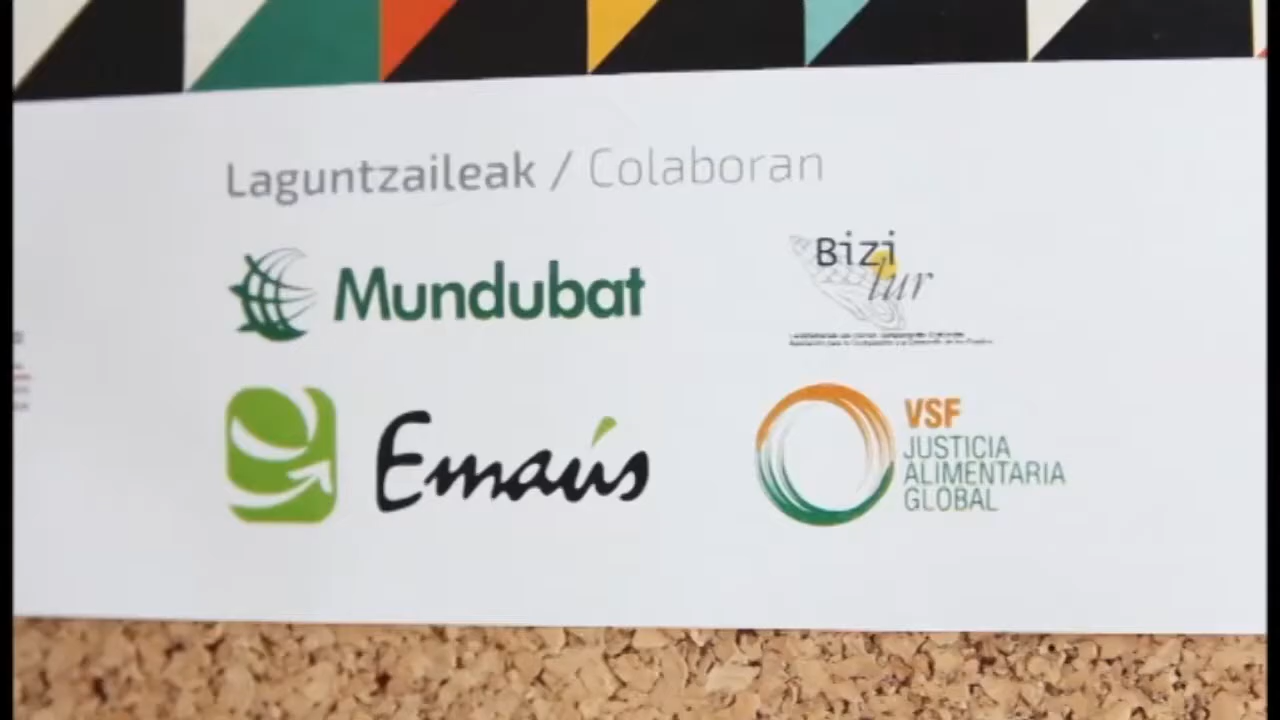 Laguntzaileak / Colaboran
Mundubat
Bizi
lur
Emaús
VSF
JUSTICIA
ALIMENTARIA
GLOBAL